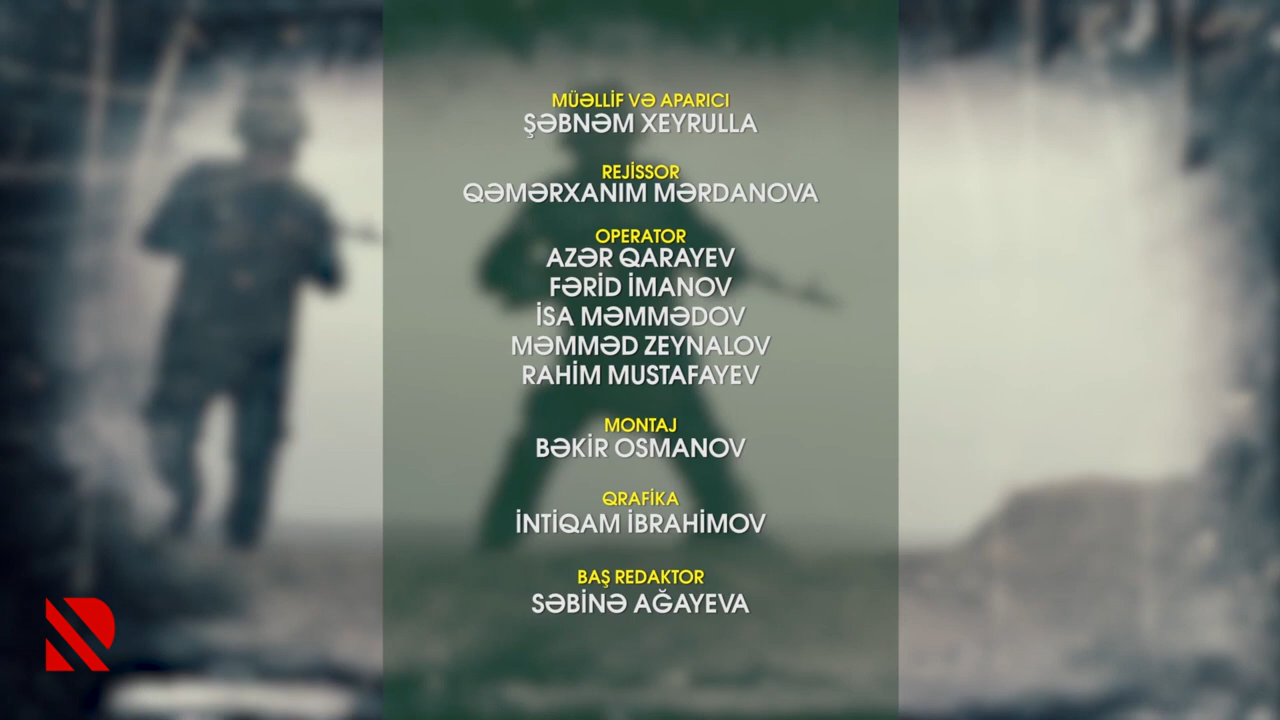 MÜƏLLİF VƏ APARICI
ŞƏBNƏM XEYRULLA
REJİSSOR
QƏMƏRXANIM MƏRDANOVA
OPERATOR
AZƏR QARAYEV
FƏRİD İMANOV
İSA MƏMMƏDOV
MƏMMƏD ZEYNALOV
RAHİM MUSTAFAYEV
MONTAJ
BƏKİR OSMANOV
QRAFİKA
İNTİQAM İBRAHİMOV
BAŞ REDAKTOR
SƏBİNƏ AĞAYEVA